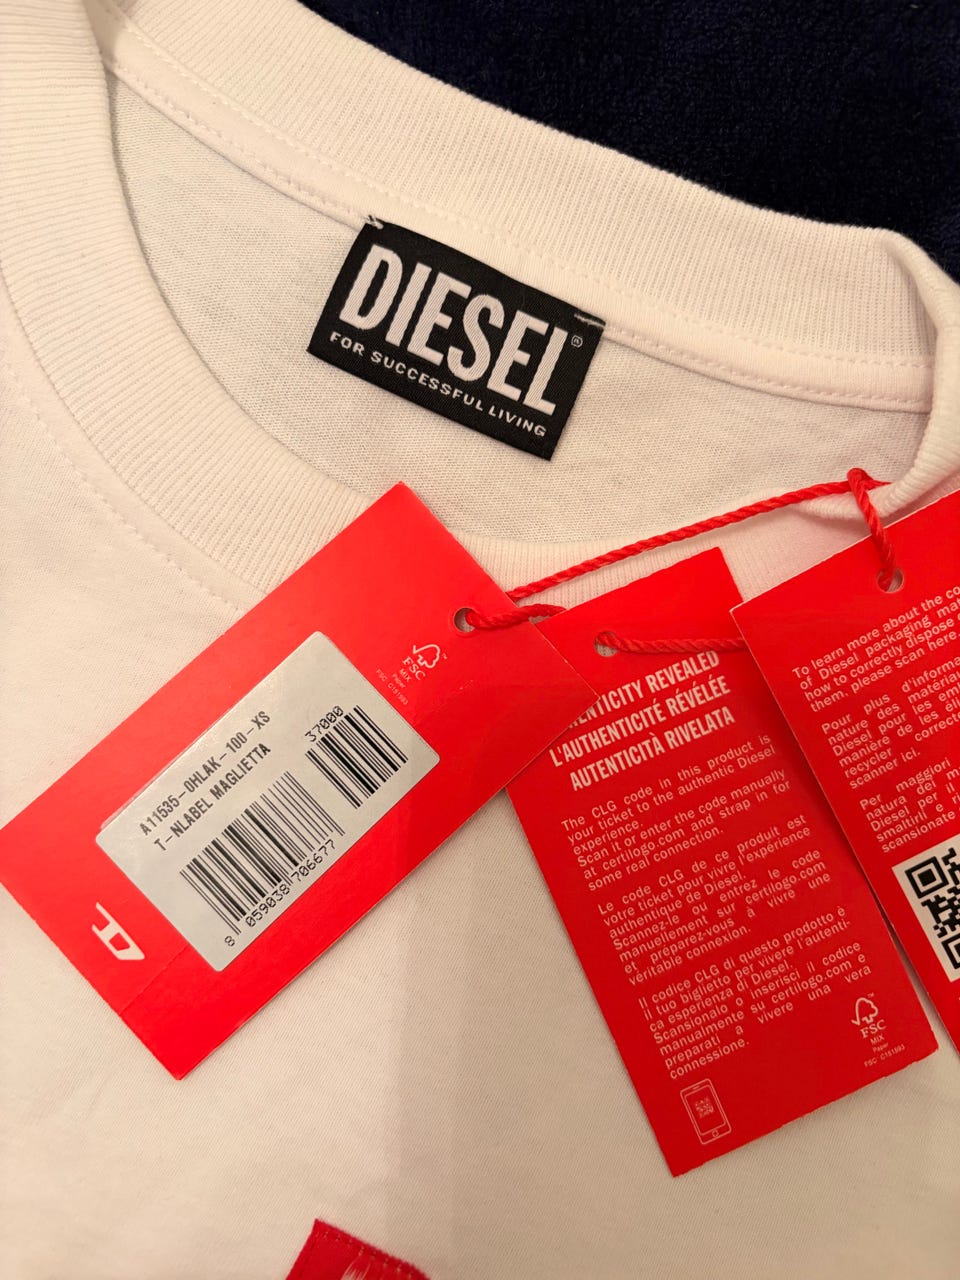 DIESEL®
FOR SUCCESSFUL LIVING
FSC™
MIX
Paper
FSC® C151593
A11535-0HLAK-100-XS
T-NLABEL MAGLIETTA
37000
8 059038 706677
D
REVEALED
L'AUTHENTICITÉ RÉVÉLÉE
AUTENTICITÀ RIVELATA
The CLG code in this product is
your ticket to the authentic Diesel
experience.
Scan it or enter the code manually
at certilogo.com and strap in for
some real connection.
Le code CLG de ce produit est
votre ticket pour vivre l'expérience
authentique de Diesel.
Scannez-le ou entrez le code
manuellement sur certilogo.com
et préparez-vous à vivre une
véritable connexion.
Il codice CLG di questo prodotto è
il tuo biglietto per vivere l'autenti-
ca esperienza di Diesel.
Scansionalo o inserisci il codice
manualmente su certilogo.com e
preparati a vivere una vera
connessione.
FSC™
MIX
Paper
FSC® C151593
To learn more about the
of Diesel packaging
how to correctly dispose
them, please scan here.
Pour plus
nature des
Diesel pour les
manière de les
recycler
scanner ici.
Per maggiori
natura dei
Diesel per il
smaltirli e
scansionate